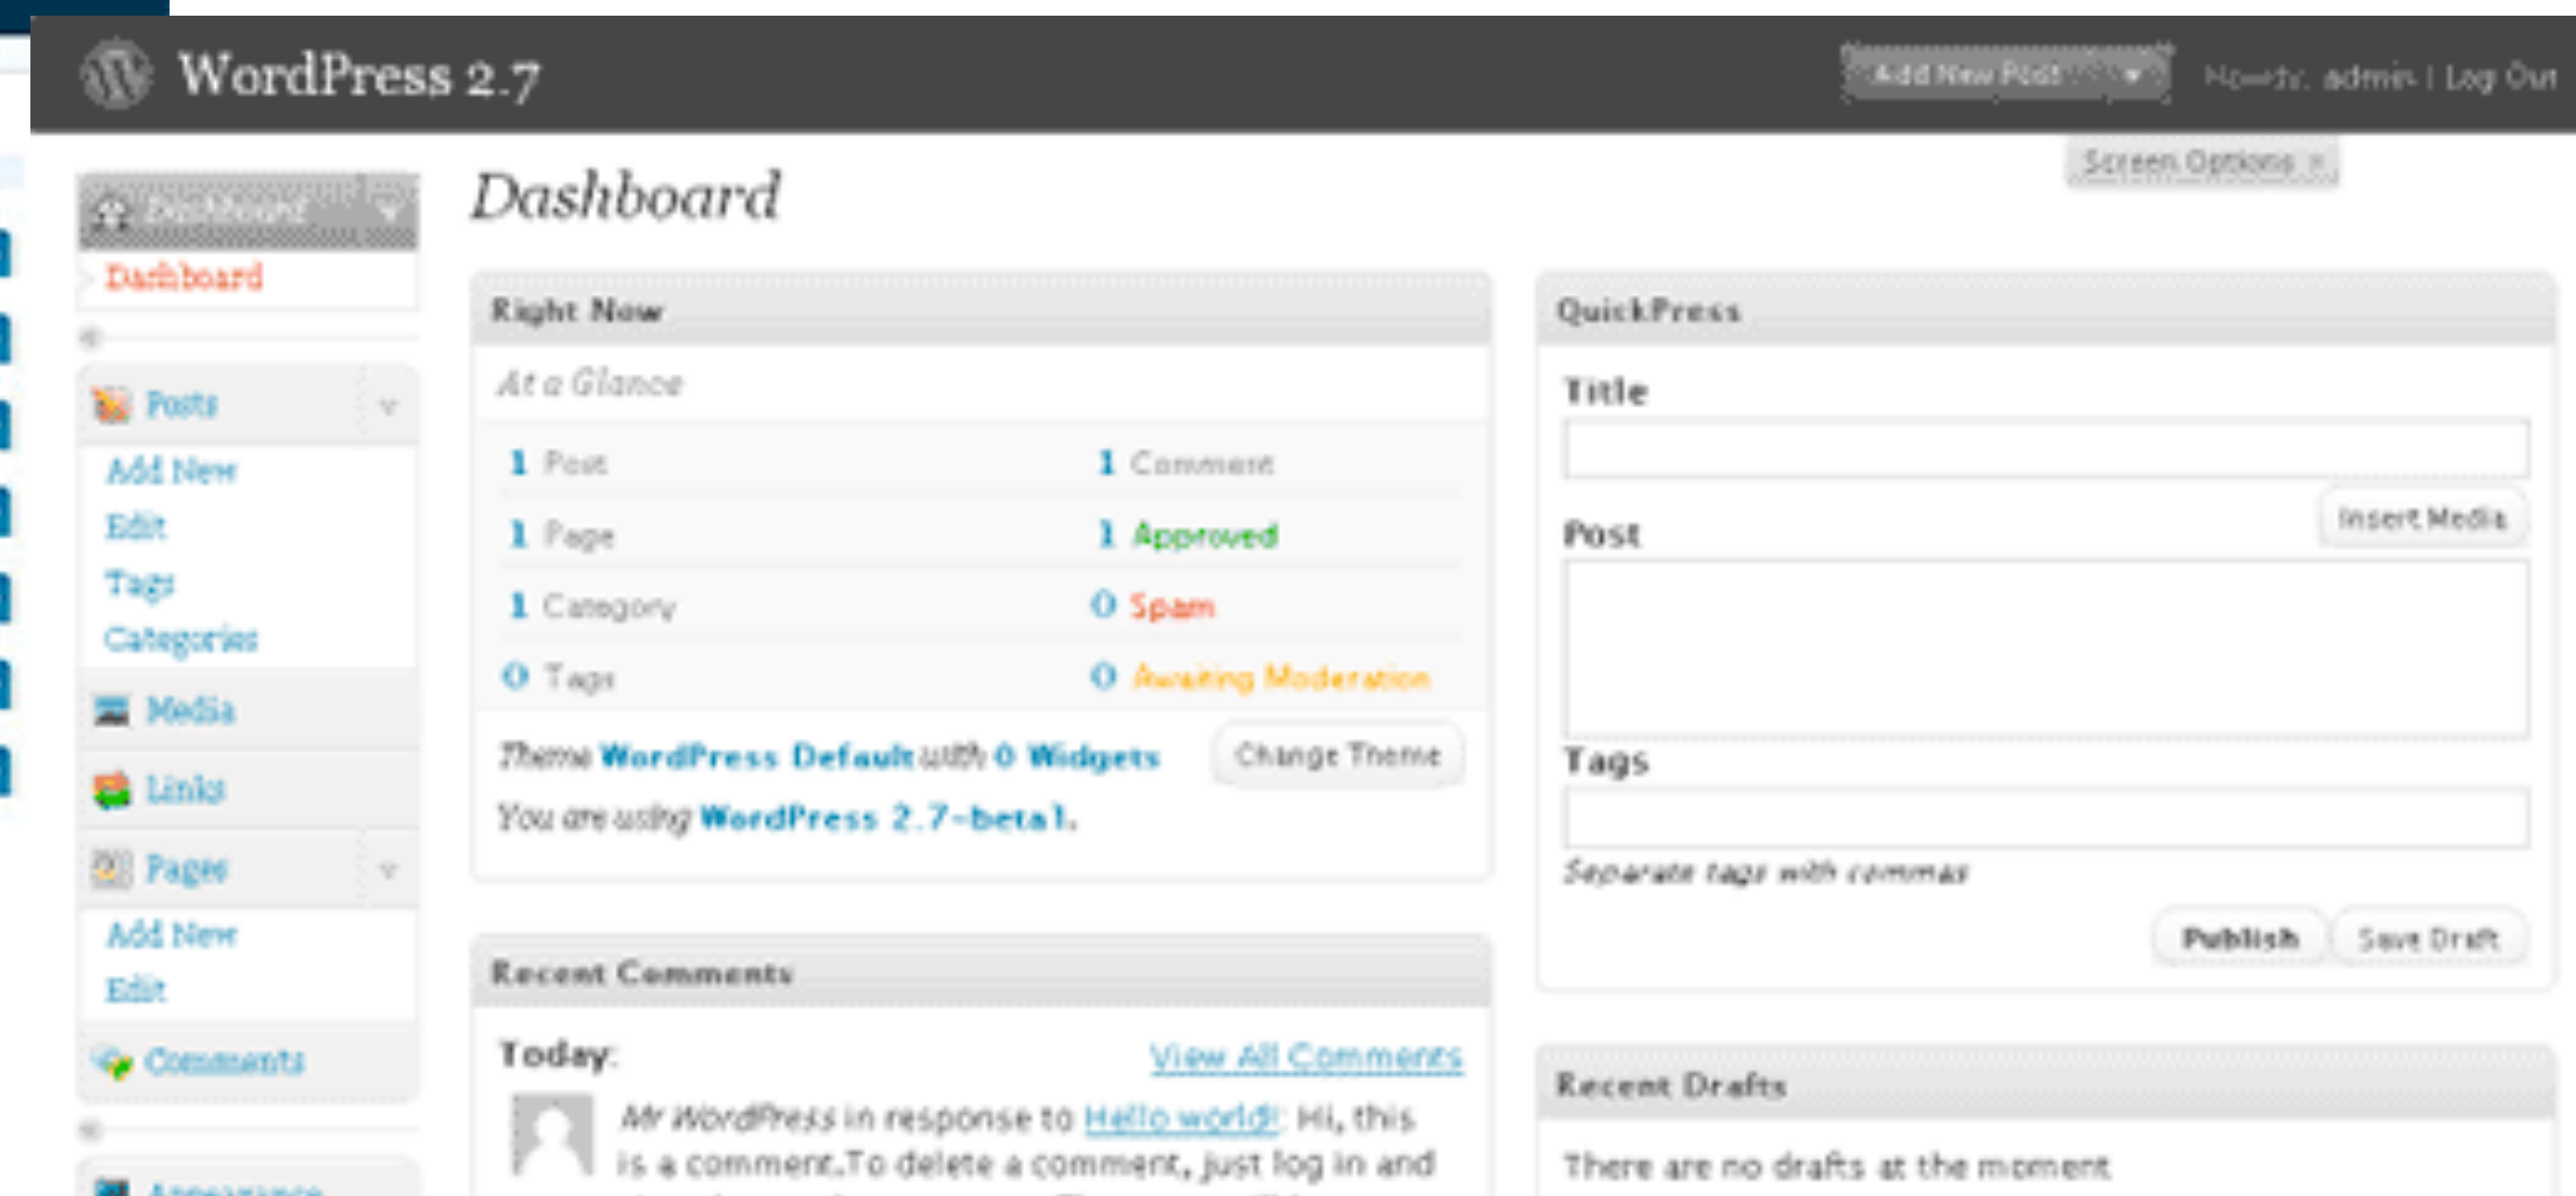 WordPress 2.7
Add New Post
Howdy, admin | Log Out
Screen Options
Dashboard
Dashboard
Posts
Add New
Edit
Tags
Categories
Media
Links
Pages
Add New
Edit
Comments
Appearance
Dashboard
Right Now
At a Glance
1 Post 1 Comment
1 Page 1 Approved
1 Category 0 Spam
0 Tags 0 Awaiting Moderation
Theme WordPress Default with 0 Widgets Change Theme
You are using WordPress 2.7-beta1.
Recent Comments
Today: View All Comments
Mr WordPress in response to Hello world!: Hi, this
is a comment.To delete a comment, just log in and
QuickPress
Title
Insert Media
Post
Tags
Separate tags with commas
Publish Save Draft
Recent Drafts
There are no drafts at the moment